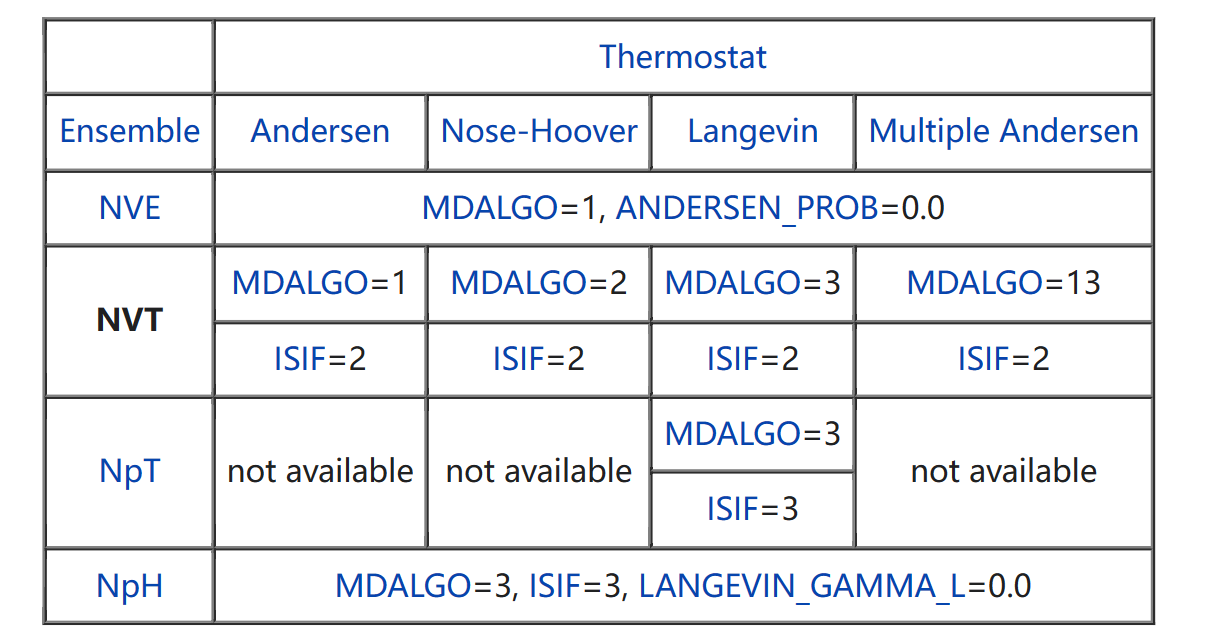 Thermostat
Ensemble Andersen Nose-Hoover Langevin Multiple Andersen
NVE MDALGO=1, ANDERSEN_PROB=0.0
NVT MDALGO=1 MDALGO=2 MDALGO=3 MDALGO=13
ISIF=2 ISIF=2 ISIF=2 ISIF=2
NpT not available not available MDALGO=3 not available
ISIF=3
NpH MDALGO=3, ISIF=3, LANGEVIN_GAMMA_L=0.0